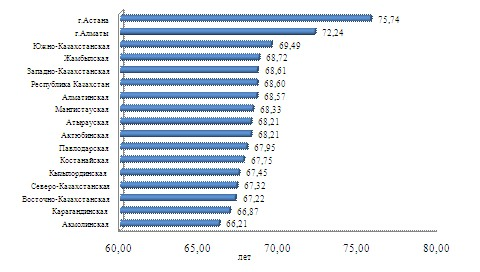 г.Астана 75,74
г.Алматы 72,24
Южно-Казахстанская 69,49
Жамбылская 68,72
Западно-Казахстанская 68,61
Республика Казахстан 68,60
Алматинская 68,57
Мангистауская 68,33
Атырауская 68,21
Актюбинская 68,21
Павлодарская 67,95
Костанайская 67,75
Кызылординская 67,45
Северо-Казахстанская 67,32
Восточно-Казахстанская 67,22
Карагандинская 66,87
Акмолинская 66,21
60,00 65,00 70,00 75,00 80,00
лет